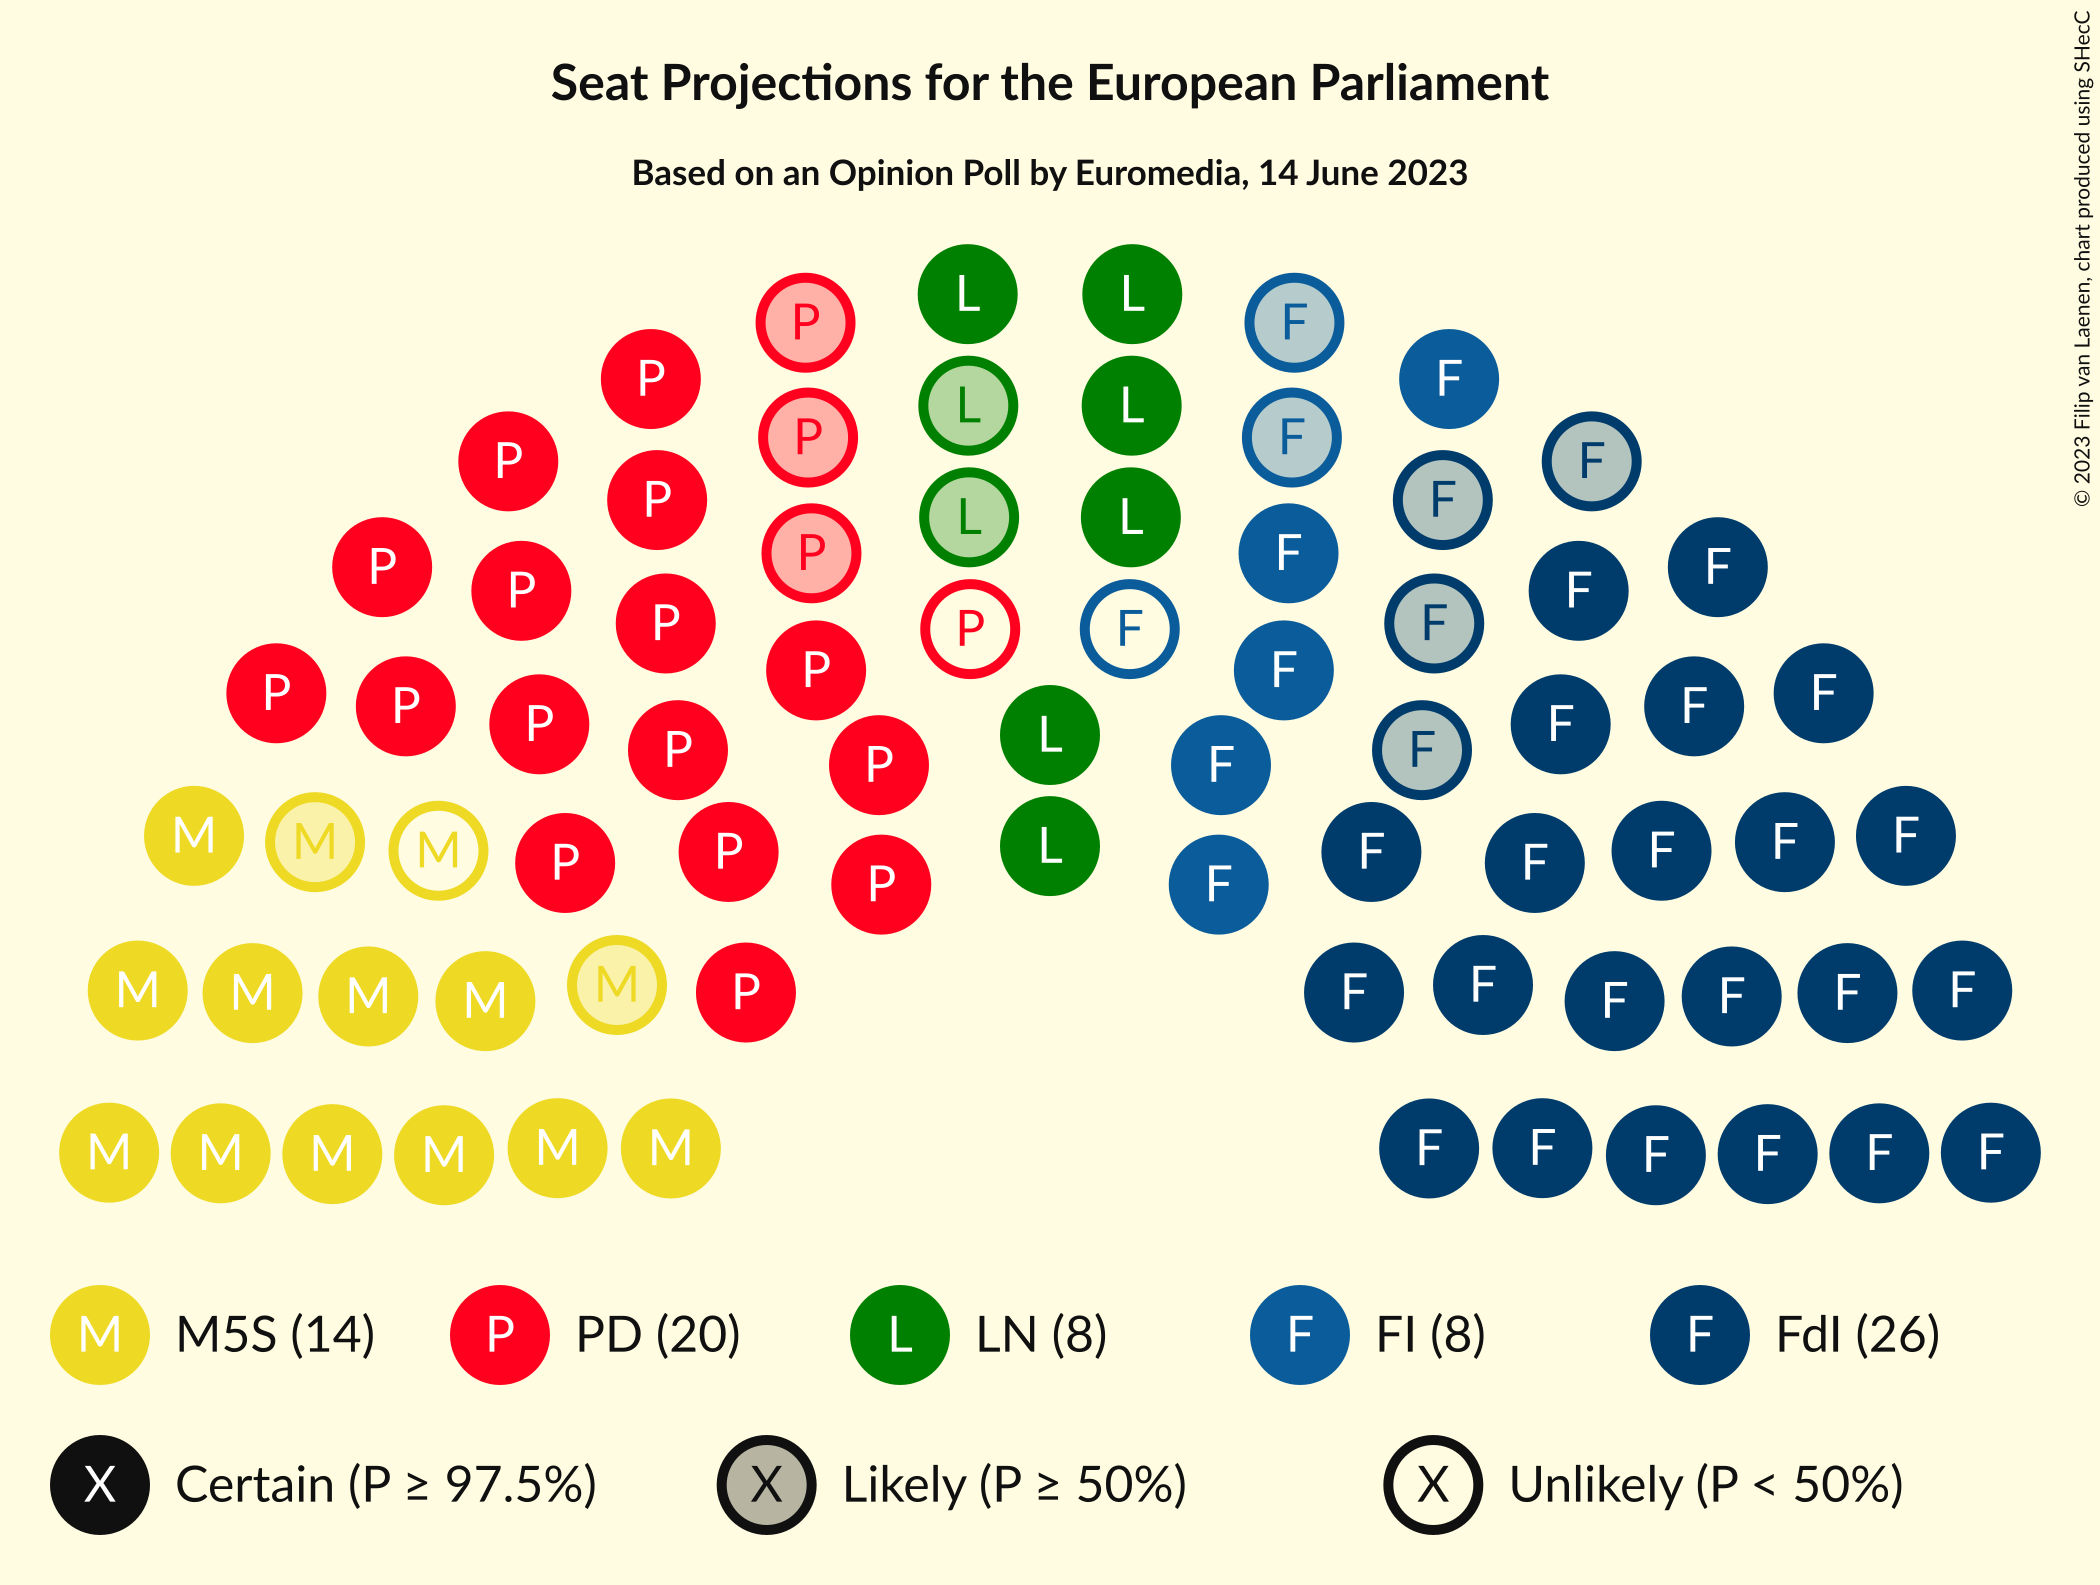 Seat Projections for the European Parliament
Based on an Opinion Poll by Euromedia, 14 June 2023
© 2023 Filip van Laenen, chart produced using SHecC
L L
P F
P F
L L
P F
P F
P F
L L
P F
P F
P F
P F
P F
P F
L
P F
P F
P F
P F
P F
P F
M M M P P L F F F F F
P F
M M M M M P F F F F F F
M M M M M M F F F F F F
M M5S (14) P PD (20) L LN (8) F FI (8) F FdI (26)
X Certain (P ≥ 97.5%) X Likely (P ≥ 50%) X Unlikely (P < 50%)